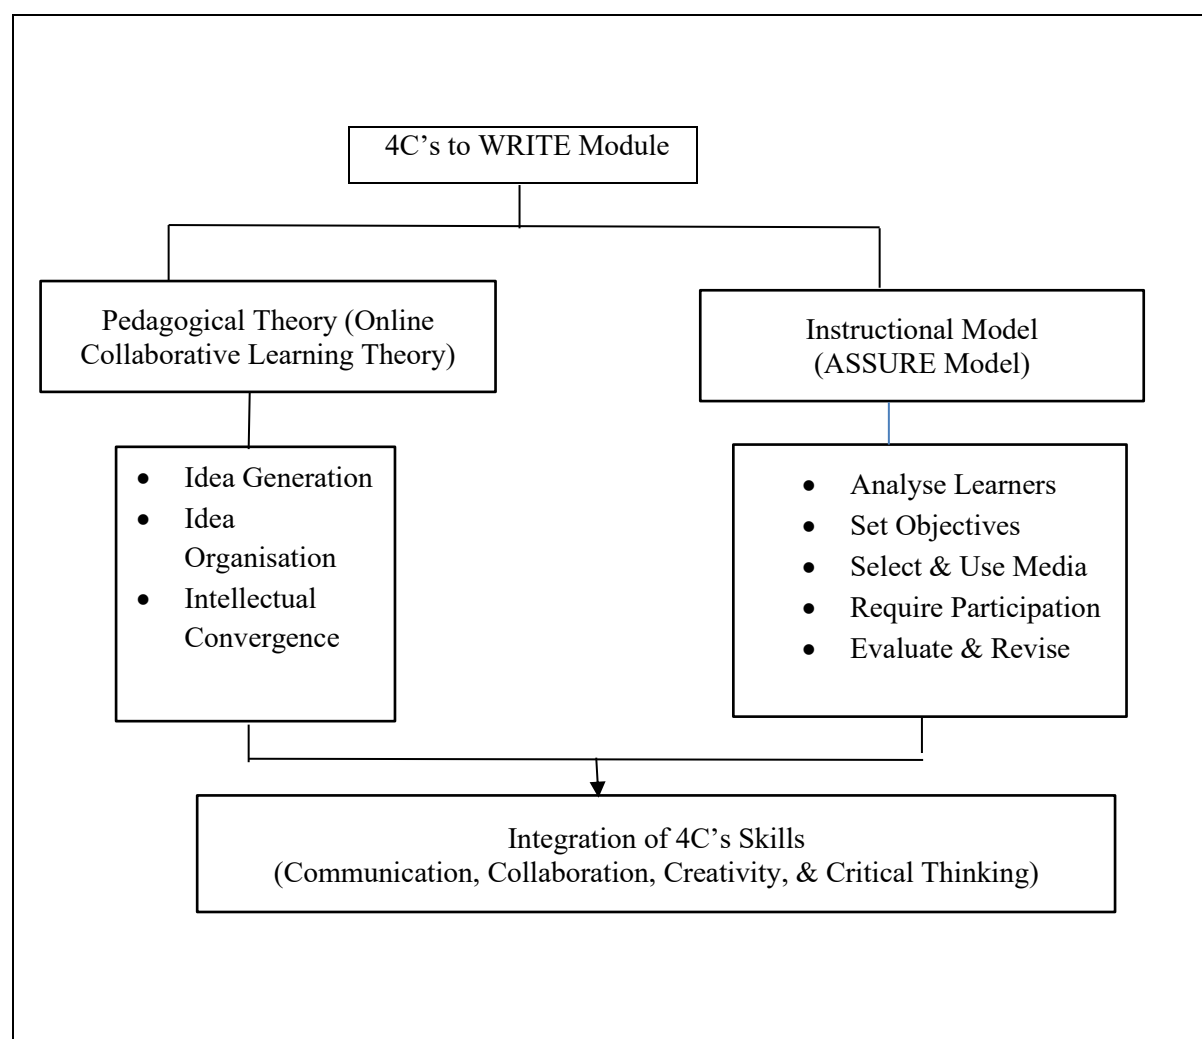 4C’s to WRITE Module
Pedagogical Theory (Online
Collaborative Learning Theory)
Instructional Model
(ASSURE Model)
• Idea Generation
• Idea
Organisation
• Intellectual
Convergence
• Analyse Learners
• Set Objectives
• Select & Use Media
• Require Participation
• Evaluate & Revise
Integration of 4C’s Skills
(Communication, Collaboration, Creativity, & Critical Thinking)